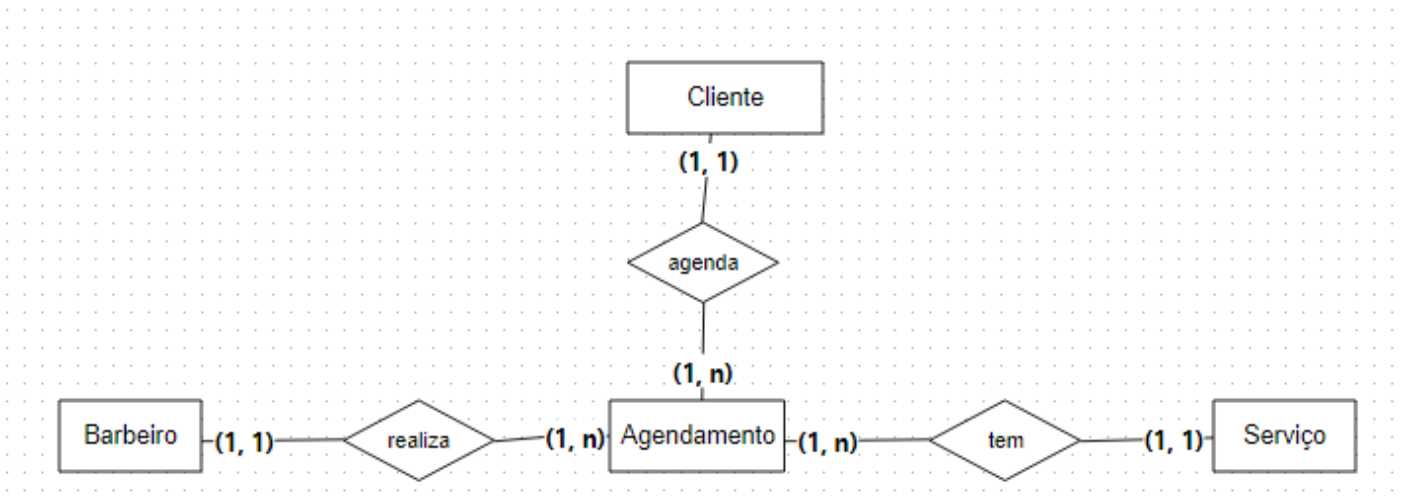 Cliente
(1, 1)
agenda
(1, n)
Barbeiro (1, 1) realiza (1, n) Agendamento (1, n) tem (1, 1) Serviço